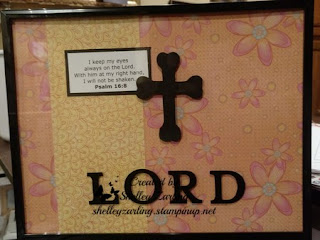 I keep my eyes
always on the Lord.
With him at my right hand,
I will not be shaken.
Psalm 16:8
LORD
Created by
Shelley Zarling
shelleyzarling.stampinup.net